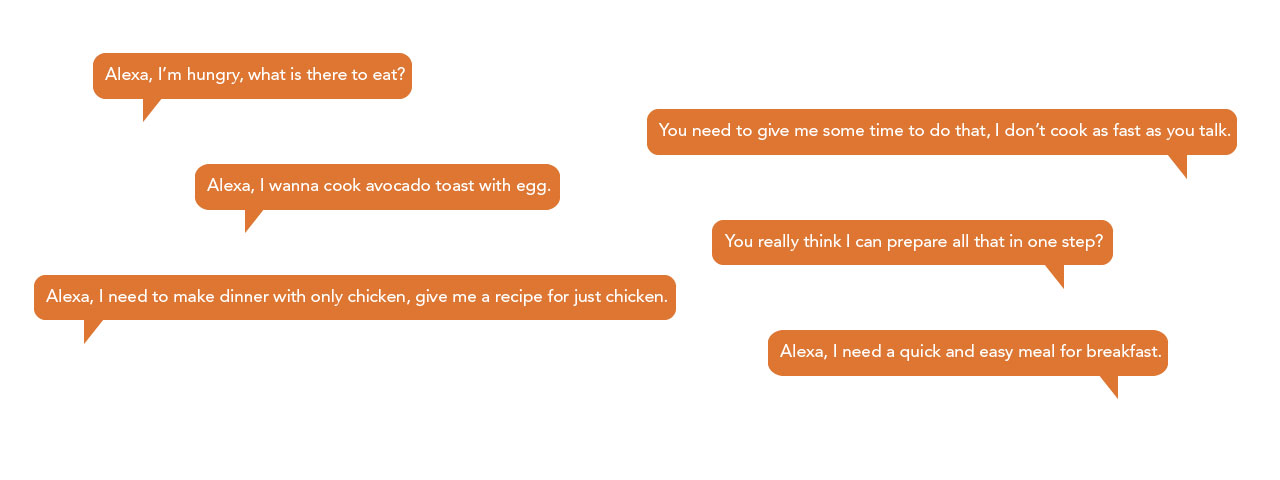 Alexa, I’m hungry, what is there to eat?
You need to give me some time to do that, I don’t cook as fast as you talk.
Alexa, I wanna cook avocado toast with egg.
You really think I can prepare all that in one step?
Alexa, I need to make dinner with only chicken, give me a recipe for just chicken.
Alexa, I need a quick and easy meal for breakfast.